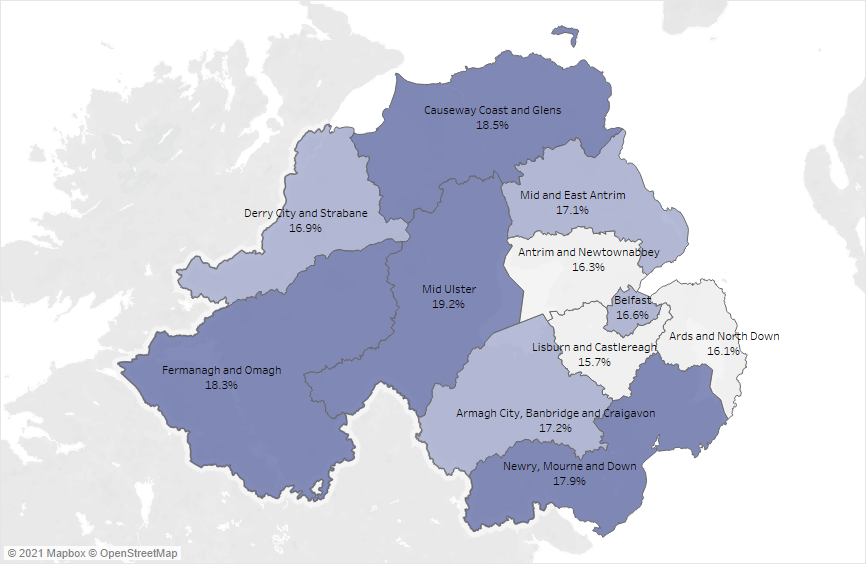 Causeway Coast and Glens
18.5%
Mid and East Antrim
17.1%
Derry City and Strabane
16.9%
Antrim and Newtownabbey
16.3%
Mid Ulster
19.2%
Belfast
16.6%
Ards and North Down
16.1%
Lisburn and Castlereagh
15.7%
Fermanagh and Omagh
18.3%
Armagh City, Banbridge and Craigavon
17.2%
Newry, Mourne and Down
17.9%
© 2021 Mapbox © OpenStreetMap